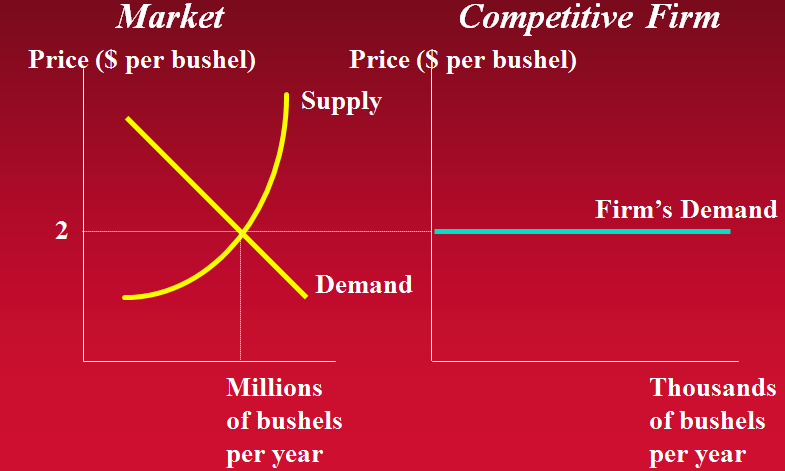 Market
Competitive Firm
Price ($ per bushel)
Price ($ per bushel)
Supply
Firm’s Demand
2
Demand
Millions
of bushels
per year
Thousands
of bushels
per year